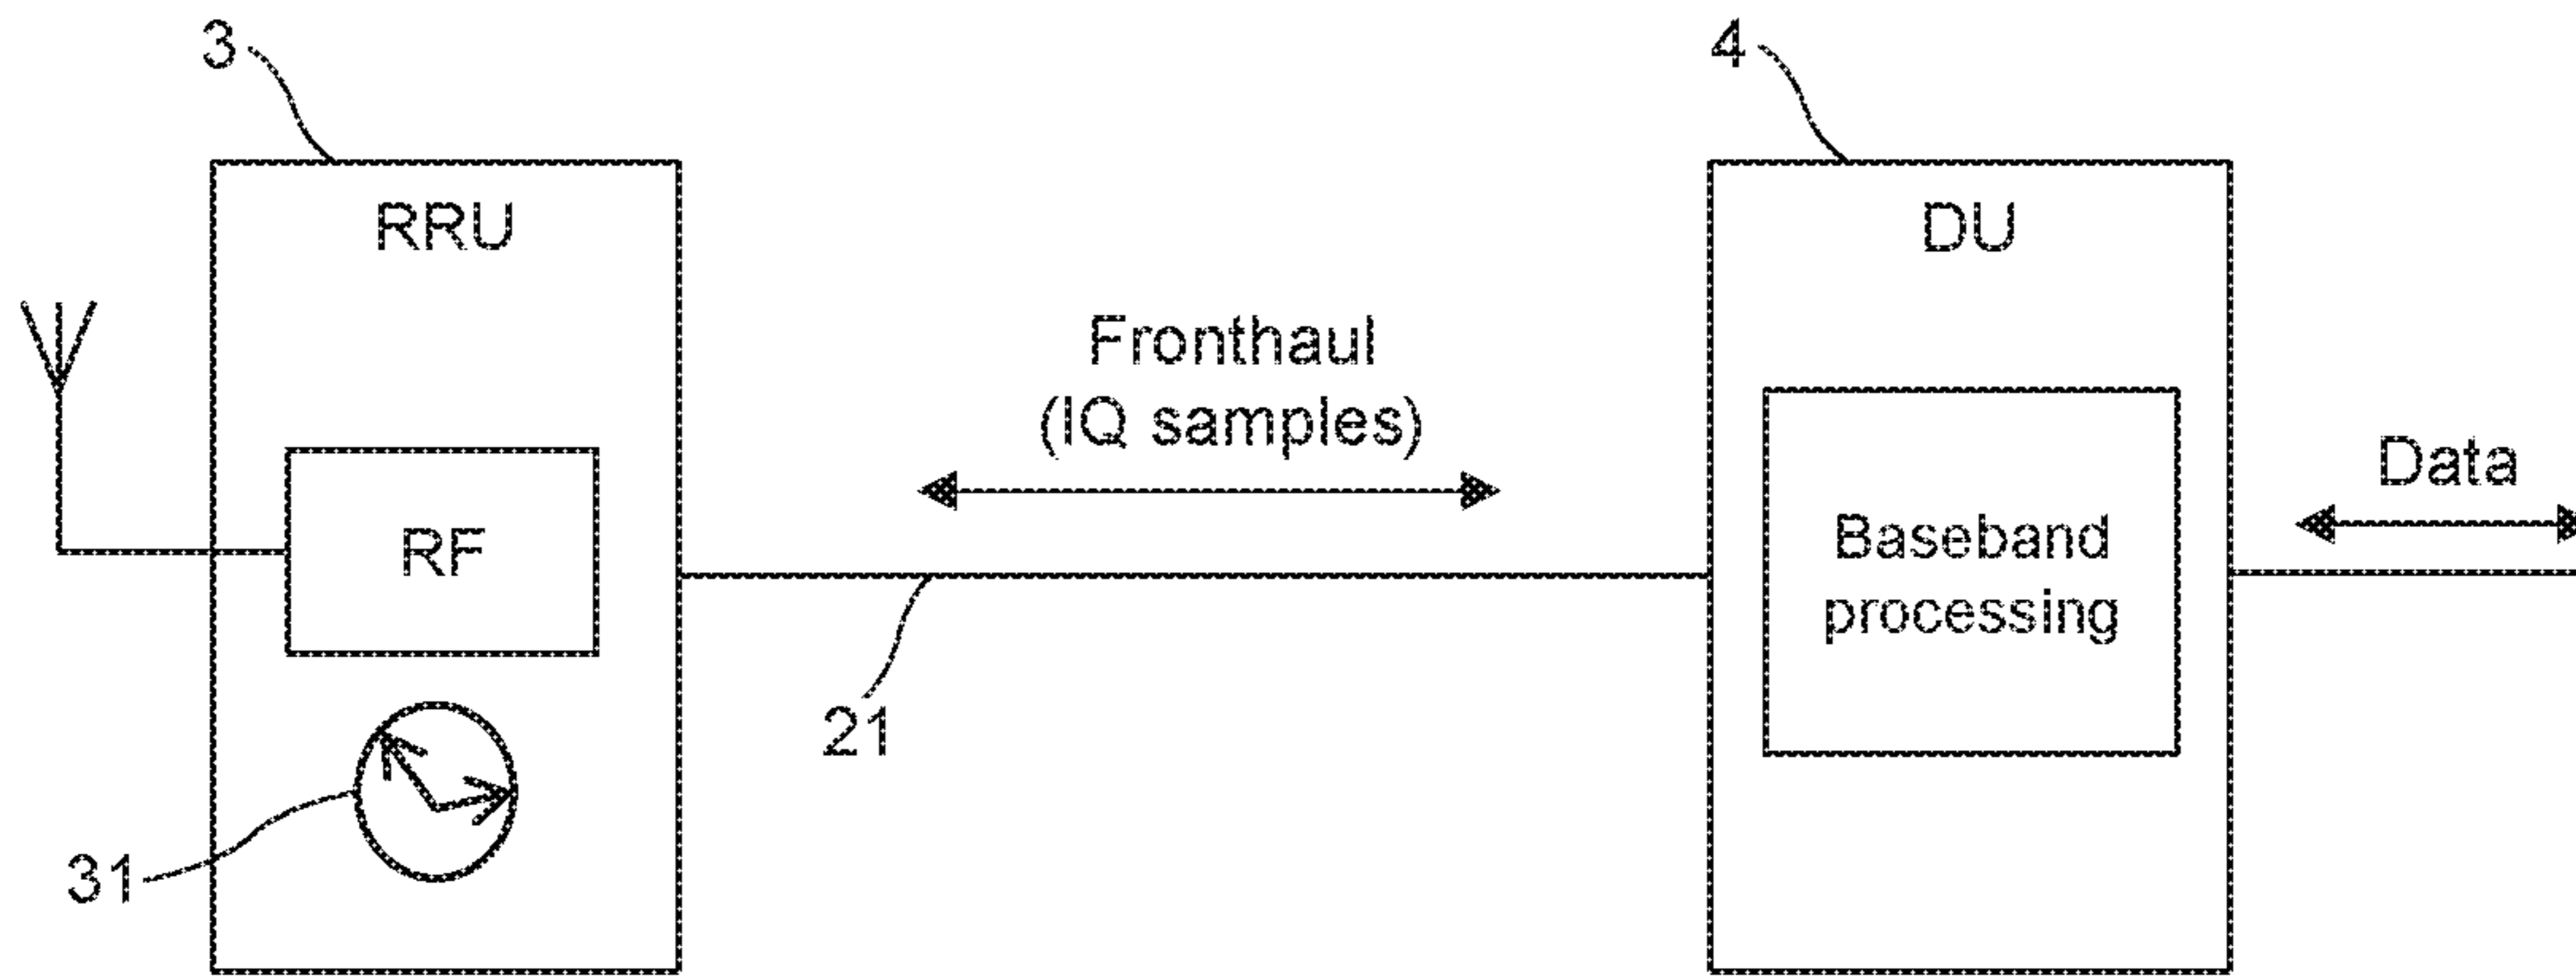 3
4
RRU
DU
Fronthaul
(IQ samples)
Data
RF
Baseband
processing
21
31